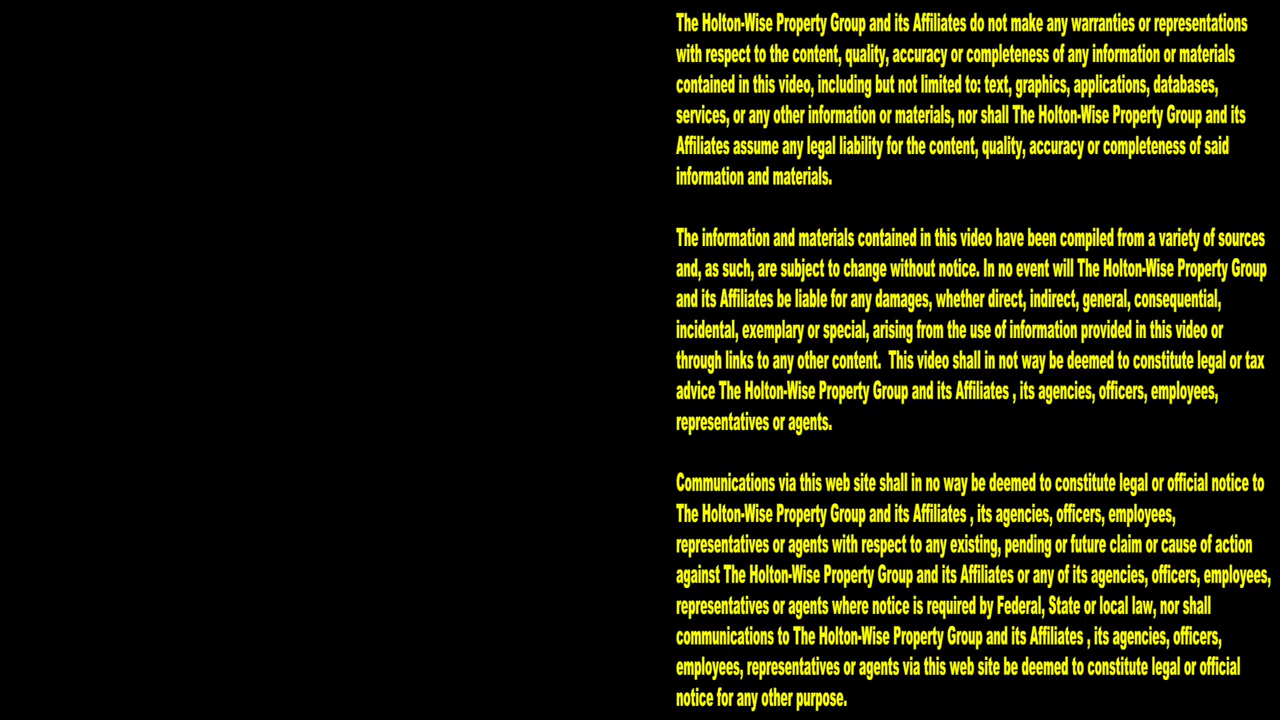 The Holton-Wise Property Group and its Affiliates do not make any warranties or representations
with respect to the content, quality, accuracy or completeness of any information or materials
contained in this video, including but not limited to: text, graphics, applications, databases,
services, or any other information or materials, nor shall The Holton-Wise Property Group and its
Affiliates assume any legal liability for the content, quality, accuracy or completeness of said
information and materials.
The information and materials contained in this video have been compiled from a variety of sources
and, as such, are subject to change without notice. In no event will The Holton-Wise Property Group
and its Affiliates be liable for any damages, whether direct, indirect, general, consequential,
incidental, exemplary or special, arising from the use of information provided in this video or
through links to any other content.  This video shall in not way be deemed to constitute legal or tax
advice The Holton-Wise Property Group and its Affiliates , its agencies, officers, employees,
representatives or agents.
Communications via this web site shall in no way be deemed to constitute legal or official notice to
The Holton-Wise Property Group and its Affiliates , its agencies, officers, employees,
representatives or agents with respect to any existing, pending or future claim or cause of action
against The Holton-Wise Property Group and its Affiliates or any of its agencies, officers, employees,
representatives or agents where notice is required by Federal, State or local law, nor shall
communications to The Holton-Wise Property Group and its Affiliates , its agencies, officers,
employees, representatives or agents via this web site be deemed to constitute legal or official
notice for any other purpose.